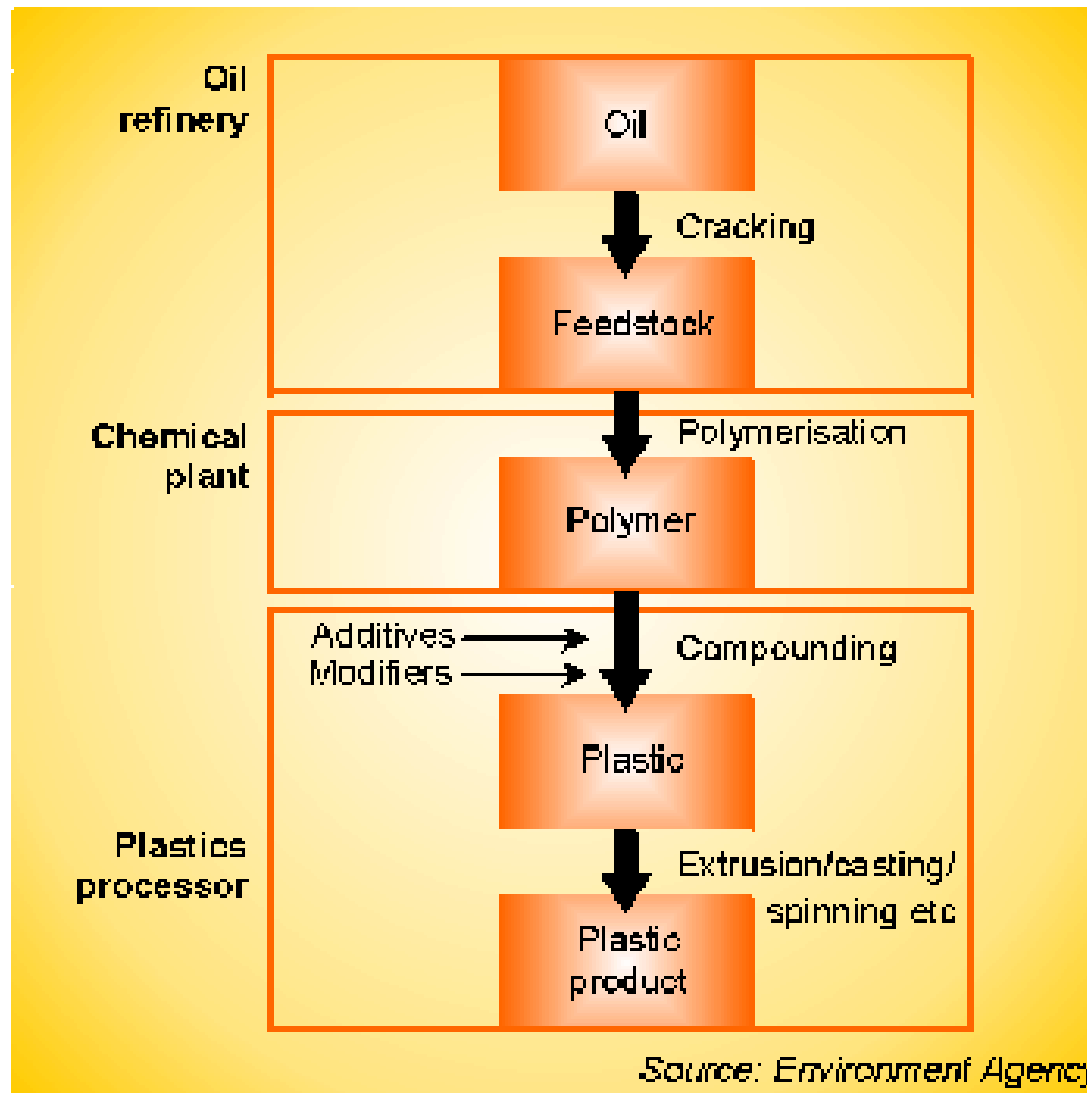 Oil
refinery
Oil
Cracking
Feedstock
Chemical
plant
Polymerisation
Polymer
Additives
Modifiers
Compounding
Plastic
Plastics
processor
Extrusion/casting/
spinning etc
Plastic
product
Source: Environment Agency